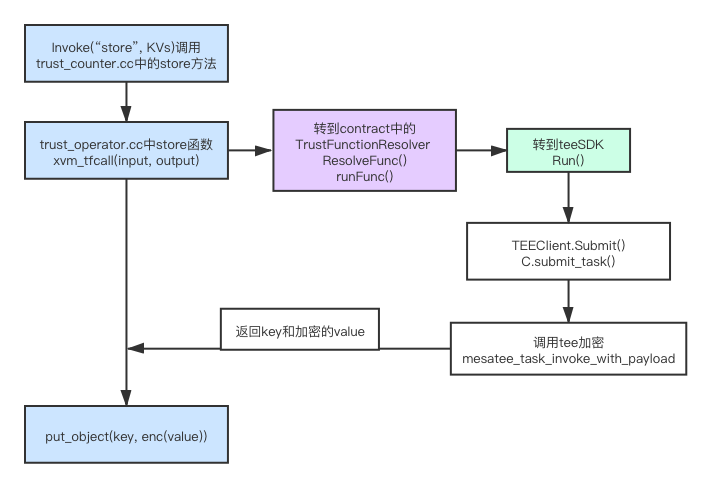 Invoke(“store”, KVs)调用
trust_counter.cc中的store方法
trust_operator.cc中store函数
xvm_tfcall(input, output)
转到contract中的
TrustFunctionResolver
ResolveFunc()
runFunc()
转到teeSDK
Run()
TEEClient.Submit()
C.submit_task()
返回key和加密的value
调用tee加密
mesatee_task_invoke_with_payload
put_object(key, enc(value))